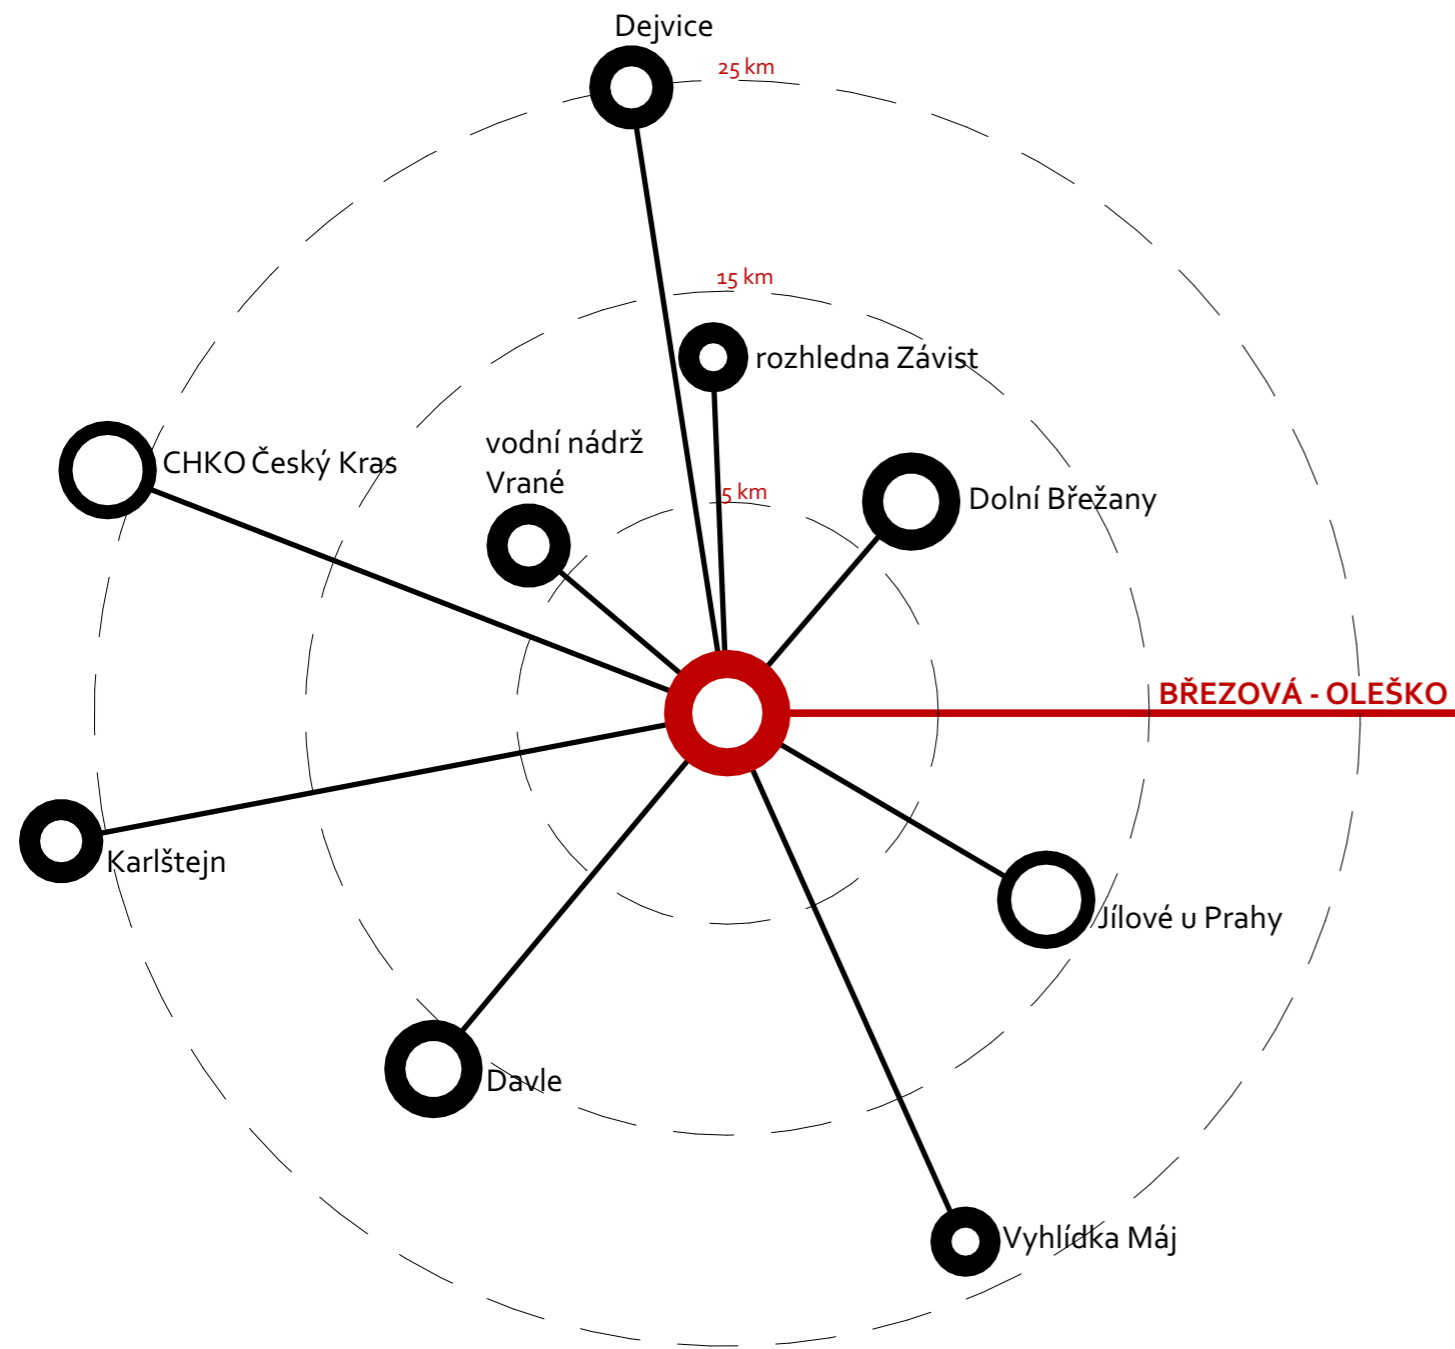 Dejvice
25 km
15 km
rozhledna Závist
vodní nádrž
Vrané
CHKO Český Kras
5 km
Dolní Břežany
BŘEZOVÁ - OLEŠKO
Karlštejn
Jílové u Prahy
Davle
Vyhlídka Máj